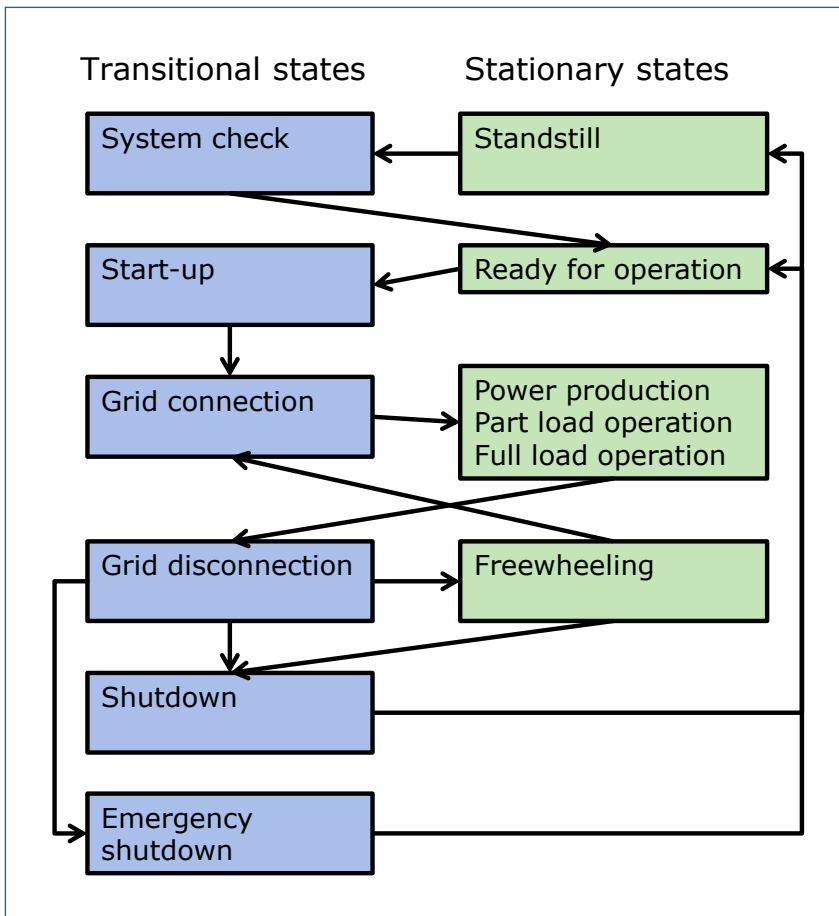 Transitional states
Stationary states
System check
Standstill
Start-up
Ready for operation
Grid connection
Power production
Part load operation
Full load operation
Grid disconnection
Freewheeling
Shutdown
Emergency
shutdown